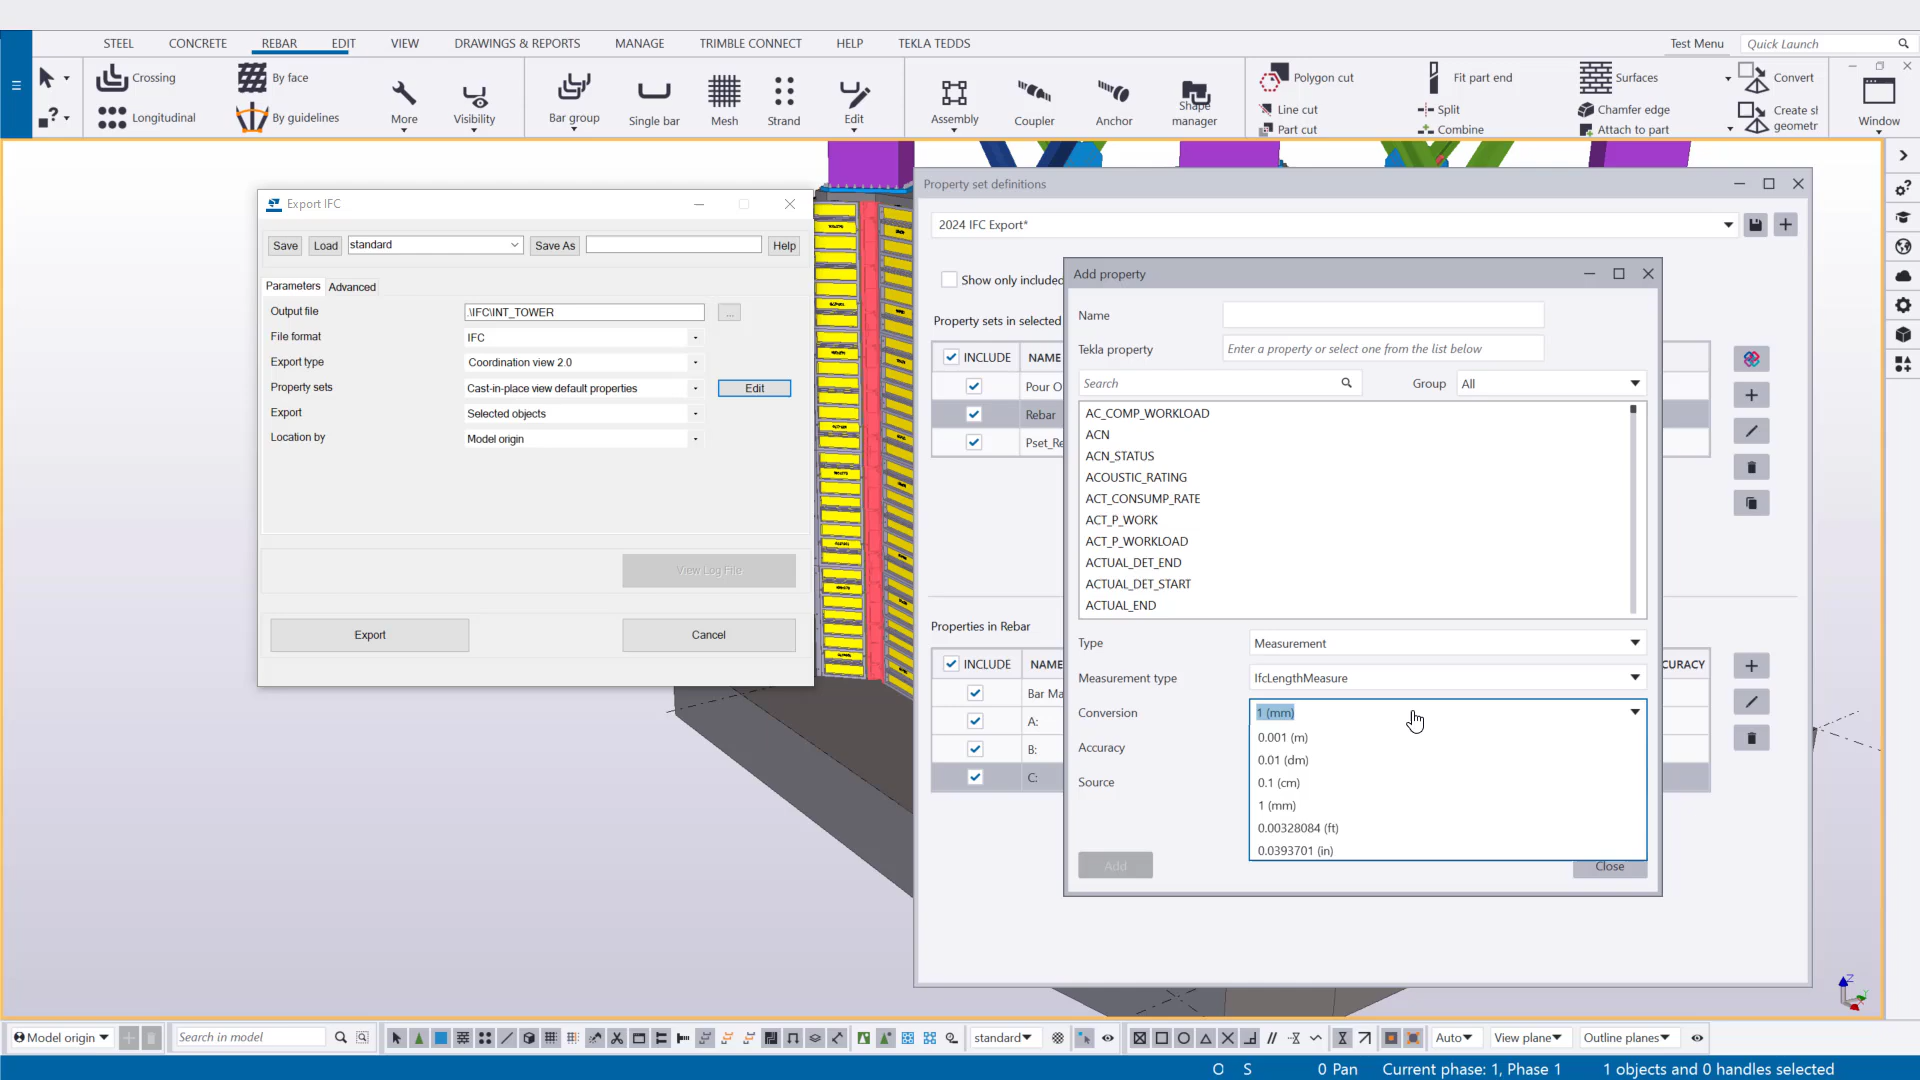 STEEL CONCRETE REBAR EDIT VIEW DRAWINGS & REPORTS MANAGE TRIMBLE CONNECT HELP TEKLA TEDDS Test Menu Quick Launch
Crossing By face
Longitudinal By guidelines
More Visibility Bar group Single bar Mesh Strand Edit Assembly Coupler Anchor Shape manager
Polygon cut Fit part end Surfaces Convert
Line cut Split Chamfer edge Create sl
Part cut Combine Attach to part geometr
Window
Export IFC
Save Load standard Save As Help
Parameters Advanced
Output file .\IFC\INT_TOWER ...
File format IFC
Export type Coordination view 2.0
Property sets Cast-in-place view default properties Edit
Export Selected objects
Location by Model origin
View Log File
Export Cancel
Property set definitions
2024 IFC Export*
Show only included
Property sets in selected
INCLUDE NAME
Pour O
Rebar
Pset_Re
Properties in Rebar
INCLUDE NAME CURACY
Bar Ma
A:
B:
C:
Add property
Name
Tekla property Enter a property or select one from the list below
Search Group All
AC_COMP_WORKLOAD
ACN
ACN_STATUS
ACOUSTIC_RATING
ACT_CONSUMP_RATE
ACT_P_WORK
ACT_P_WORKLOAD
ACTUAL_DET_END
ACTUAL_DET_START
ACTUAL_END
Type Measurement
Measurement type IfcLengthMeasure
Conversion 1 (mm)
0.001 (m)
Accuracy
0.01 (dm)
Source 0.1 (cm)
1 (mm)
0.00328084 (ft)
0.0393701 (in)
Add Close
Z
Model origin Search in model standard Auto View plane Outline planes
O S 0 Pan Current phase: 1, Phase 1 1 objects and 0 handles selected